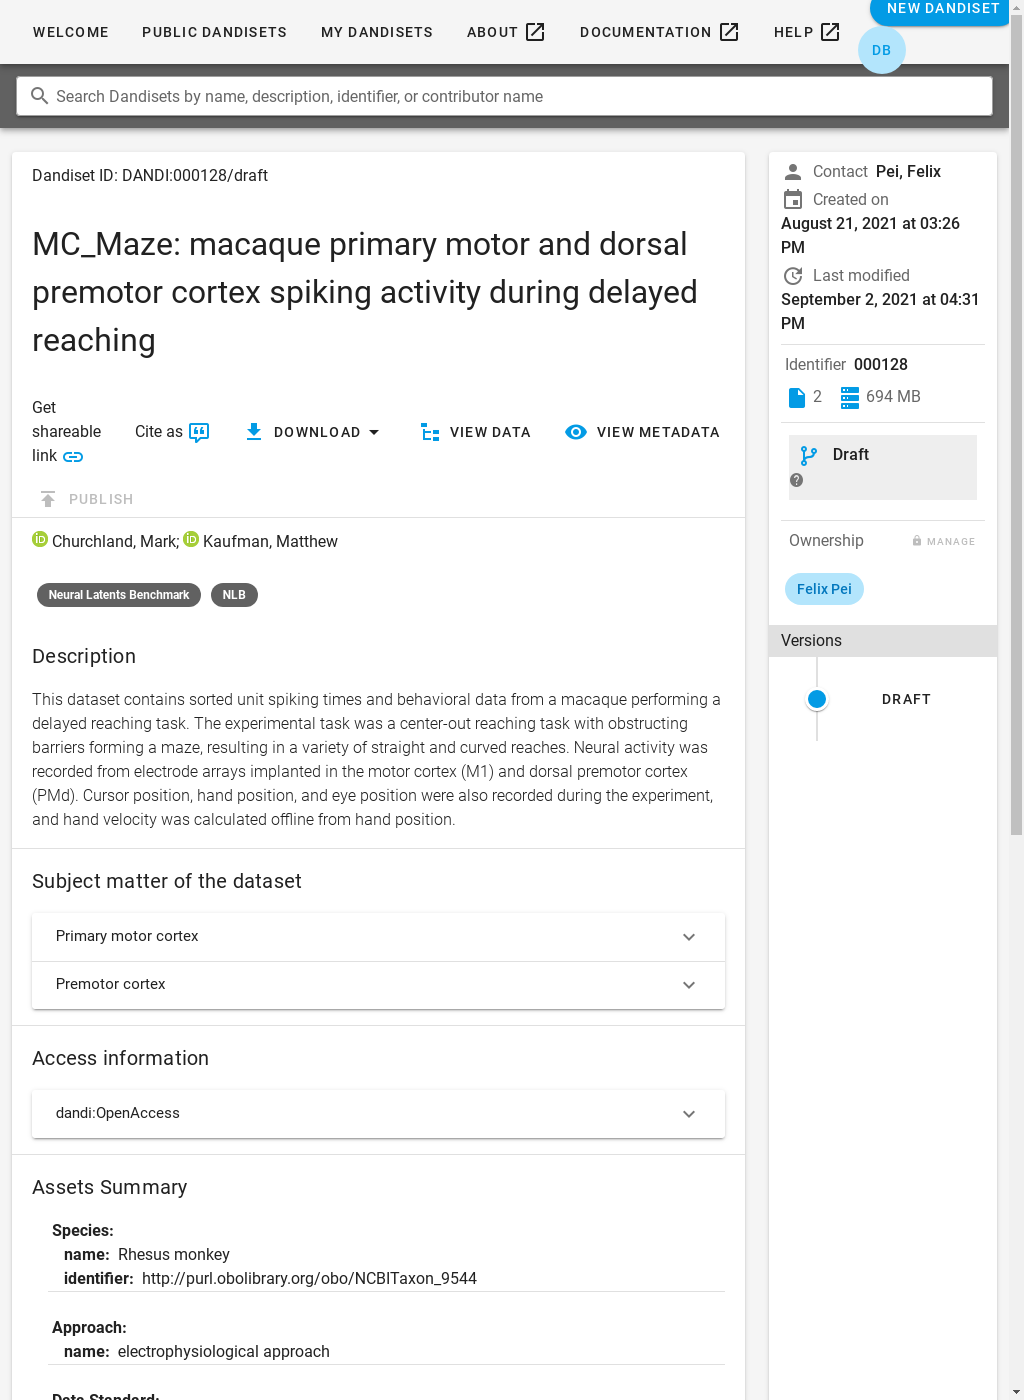 WELCOME PUBLIC DANDISETS MY DANDISETS ABOUT DOCUMENTATION HELP NEW DANDISET
DB
Search Dandisets by name, description, identifier, or contributor name
Dandiset ID: DANDI:000128/draft
MC_Maze: macaque primary motor and dorsal
premotor cortex spiking activity during delayed
reaching
Get
shareable
link
Cite as
DOWNLOAD
VIEW DATA
VIEW METADATA
PUBLISH
Churchland, Mark; Kaufman, Matthew
Neural Latents Benchmark NLB
Description
This dataset contains sorted unit spiking times and behavioral data from a macaque performing a
delayed reaching task. The experimental task was a center-out reaching task with obstructing
barriers forming a maze, resulting in a variety of straight and curved reaches. Neural activity was
recorded from electrode arrays implanted in the motor cortex (M1) and dorsal premotor cortex
(PMd). Cursor position, hand position, and eye position were also recorded during the experiment,
and hand velocity was calculated offline from hand position.
Subject matter of the dataset
Primary motor cortex
Premotor cortex
Access information
dandi:OpenAccess
Assets Summary
Species:
name: Rhesus monkey
identifier: http://purl.obolibrary.org/obo/NCBITaxon_9544
Approach:
name: electrophysiological approach
Data Standard:
Contact Pei, Felix
Created on
August 21, 2021 at 03:26
PM
Last modified
September 2, 2021 at 04:31
PM
Identifier 000128
2 694 MB
Draft
Ownership MANAGE
Felix Pei
Versions
DRAFT